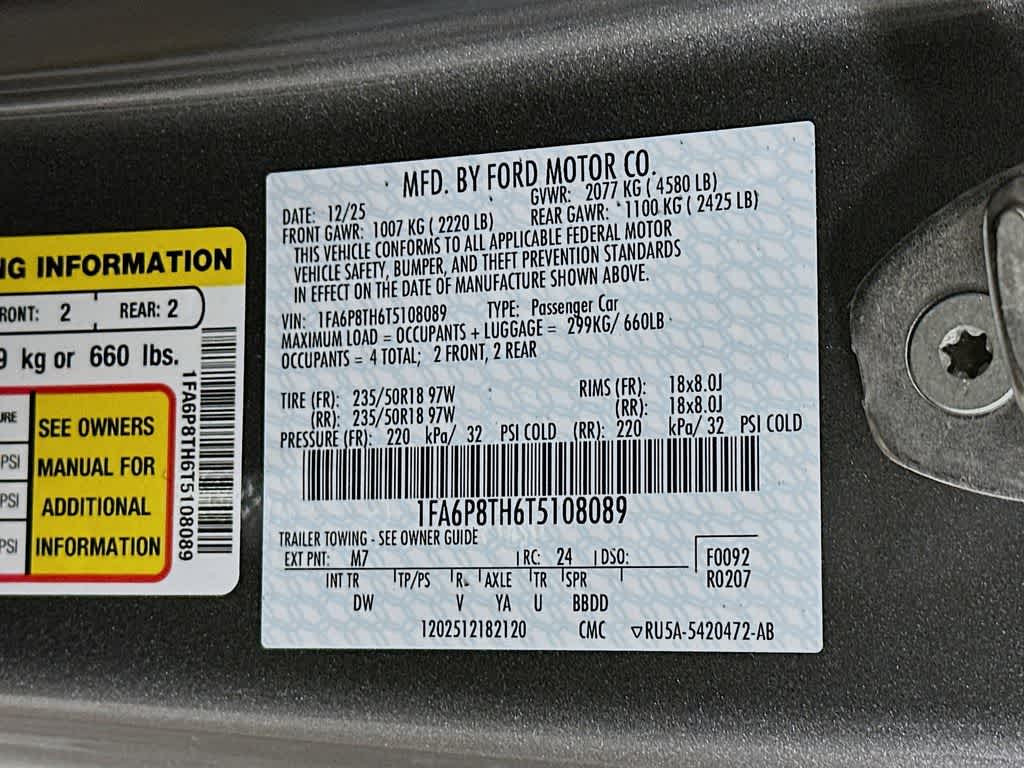 NG INFORMATION
RONT: 2 REAR: 2
9 kg or 660 lbs.
URE
PSI
PSI
PSI
SEE OWNERS
MANUAL FOR
ADDITIONAL
INFORMATION
1FA6P8TH6T5108089
MFD. BY FORD MOTOR CO.
DATE: 12/25 GVWR: 2077 KG ( 4580 LB)
FRONT GAWR: 1007 KG ( 2220 LB) REAR GAWR: 1100 KG ( 2425 LB)
THIS VEHICLE CONFORMS TO ALL APPLICABLE FEDERAL MOTOR
VEHICLE SAFETY, BUMPER, AND THEFT PREVENTION STANDARDS
IN EFFECT ON THE DATE OF MANUFACTURE SHOWN ABOVE.
VIN: 1FA6P8TH6T5108089 TYPE: Passenger Car
MAXIMUM LOAD = OCCUPANTS + LUGGAGE = 299KG/ 660LB
OCCUPANTS = 4 TOTAL; 2 FRONT, 2 REAR
TIRE (FR): 235/50R18 97W RIMS (FR): 18x8.0J
(RR): 235/50R18 97W (RR): 18x8.0J
PRESSURE (FR): 220 kPa/ 32 PSI COLD (RR): 220 kPa/ 32 PSI COLD
1FA6P8TH6T5108089
TRAILER TOWING - SEE OWNER GUIDE
EXT PNT: M7 RC: 24 DSO: F0092
INT TR TP/PS R. AXLE TR SPR R0207
DW V YA U BBDD
1202512182120 CMC ▽RU5A-5420472-AB